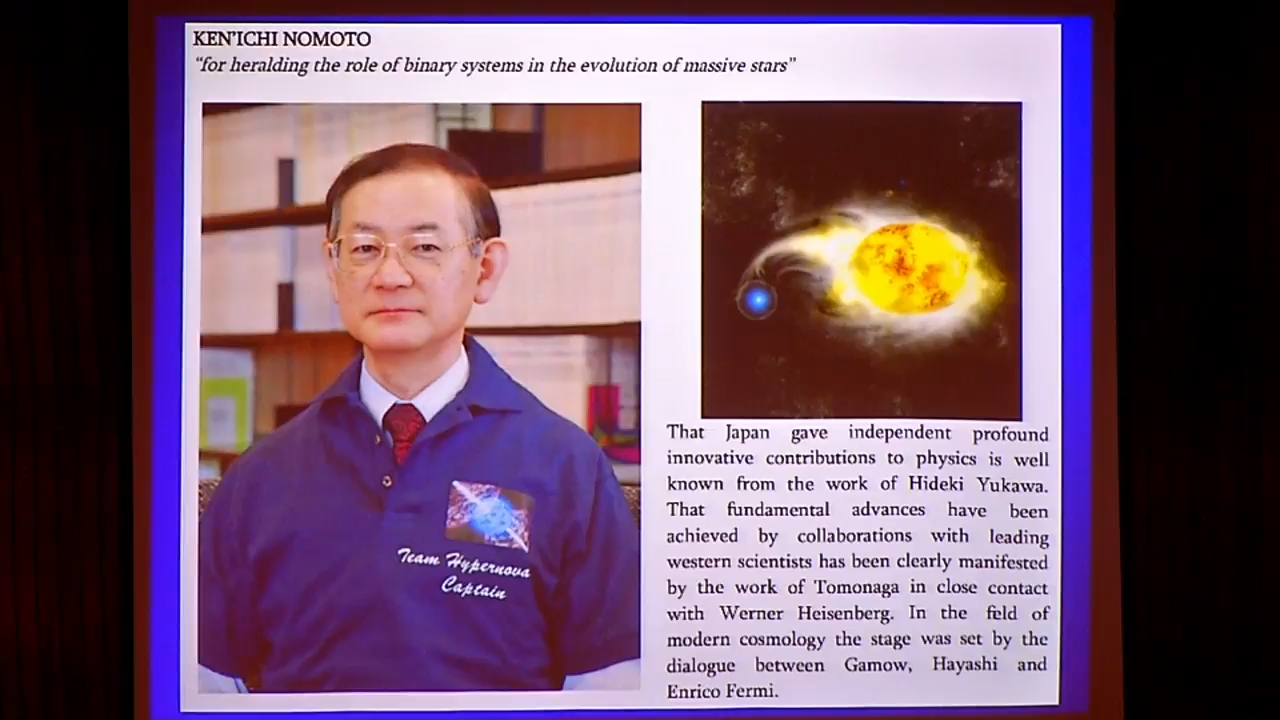 KEN'ICHI NOMOTO
“for heralding the role of binary systems in the evolution of massive stars”
Team Hypernova
Captain
That Japan gave independent profound
innovative contributions to physics is well
known from the work of Hideki Yukawa.
That fundamental advances have been
achieved by collaborations with leading
western scientists has been clearly manifested
by the work of Tomonaga in close contact
with Werner Heisenberg. In the feld of
modern cosmology the stage was set by the
dialogue between Gamow, Hayashi and
Enrico Fermi.